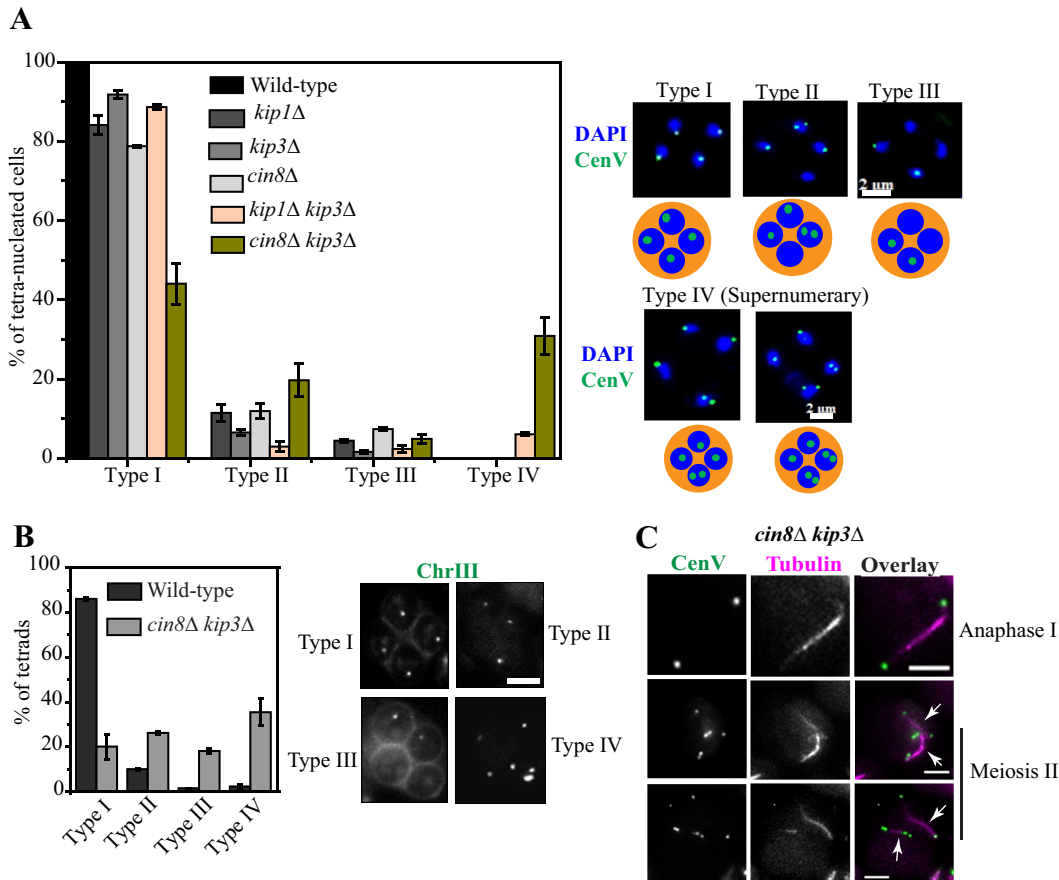 A
% of tetra-nucleated cells
100
80
60
40
20
0
Wild-type
kip1Δ
kip3Δ
cin8Δ
kip1Δ kip3Δ
cin8Δ kip3Δ
Type I
Type II
Type III
Type IV
Type I
Type II
Type III
DAPI
CenV
2 μm
Type IV (Supernumerary)
DAPI
CenV
2 μm
B
% of tetrads
100
80
60
40
20
0
Wild-type
cin8Δ kip3Δ
Type I
Type II
Type III
Type IV
ChrIII
Type I
Type II
Type III
Type IV
C
cin8Δ kip3Δ
CenV
Tubulin
Overlay
Anaphase I
Meiosis II